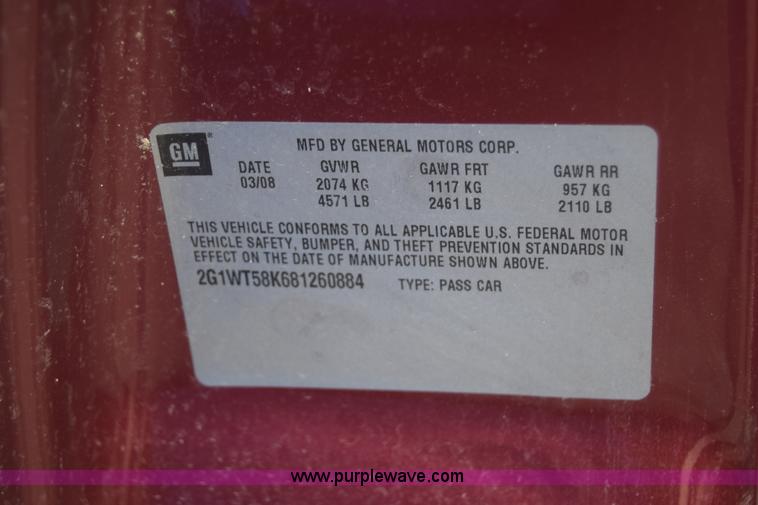 GM
MFD BY GENERAL MOTORS CORP.
DATE GVWR GAWR FRT GAWR RR
03/08 2074 KG 1117 KG 957 KG
4571 LB 2461 LB 2110 LB
THIS VEHICLE CONFORMS TO ALL APPLICABLE U.S. FEDERAL MOTOR
VEHICLE SAFETY, BUMPER, AND THEFT PREVENTION STANDARDS IN
EFFECT ON THE DATE OF MANUFACTURE SHOWN ABOVE.
2G1WT58K681260884 TYPE: PASS CAR
www.purplewave.com